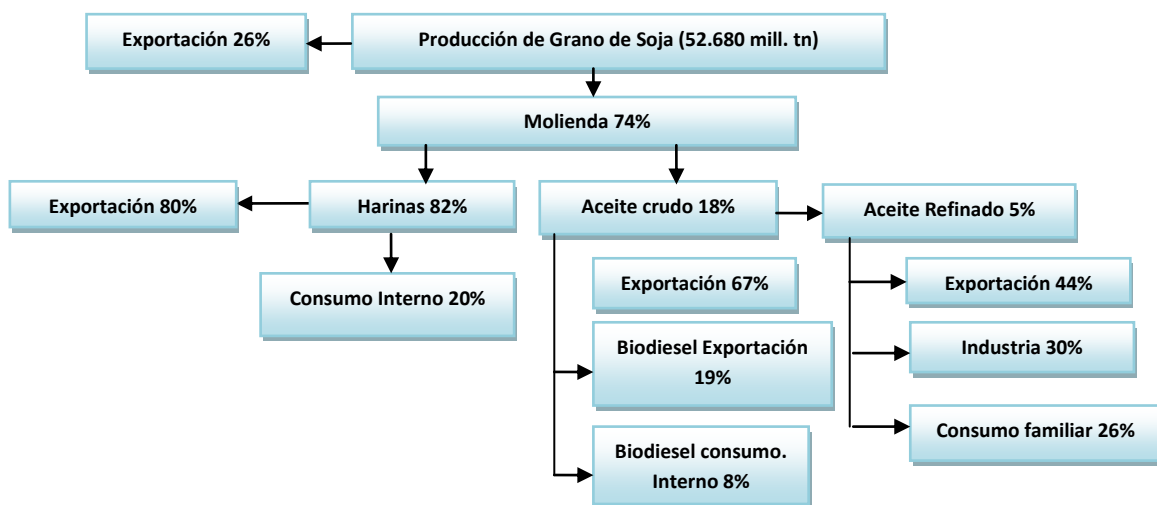 Exportación 26%
Producción de Grano de Soja (52.680 mill. tn)
Molienda 74%
Exportación 80%
Harinas 82%
Aceite crudo 18%
Aceite Refinado 5%
Consumo Interno 20%
Exportación 67%
Exportación 44%
Biodiesel Exportación
19%
Industria 30%
Biodiesel consumo.
Interno 8%
Consumo familiar 26%